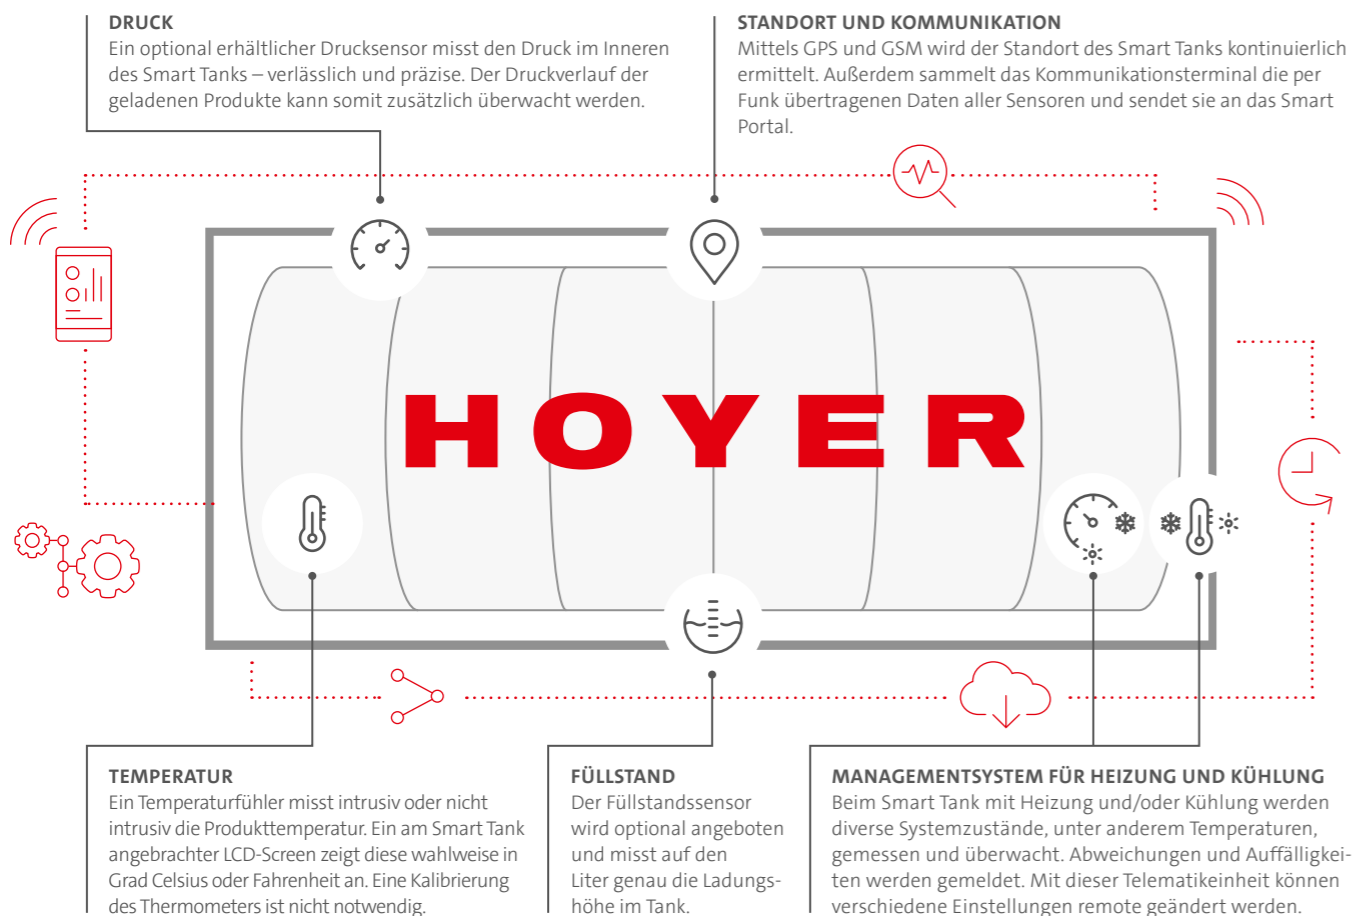 DRUCK
Ein optional erhältlicher Drucksensor misst den Druck im Inneren
des Smart Tanks – verlässlich und präzise. Der Druckverlauf der
geladenen Produkte kann somit zusätzlich überwacht werden.
STANDORT UND KOMMUNIKATION
Mittels GPS und GSM wird der Standort des Smart Tanks kontinuierlich
ermittelt. Außerdem sammelt das Kommunikationsterminal die per
Funk übertragenen Daten aller Sensoren und sendet sie an das Smart
Portal.
HOYER
TEMPERATUR
Ein Temperaturfühler misst intrusiv oder nicht
intrusiv die Produkttemperatur. Ein am Smart Tank
angebrachter LCD-Screen zeigt diese wahlweise in
Grad Celsius oder Fahrenheit an. Eine Kalibrierung
des Thermometers ist nicht notwendig.
FÜLLSTAND
Der Füllstandssensor
wird optional angeboten
und misst auf den
Liter genau die Ladungs-
höhe im Tank.
MANAGEMENTSYSTEM FÜR HEIZUNG UND KÜHLUNG
Beim Smart Tank mit Heizung und/oder Kühlung werden
diverse Systemzustände, unter anderem Temperaturen,
gemessen und überwacht. Abweichungen und Auffälligkei-
ten werden gemeldet. Mit dieser Telematikeinheit können
verschiedene Einstellungen remote geändert werden.